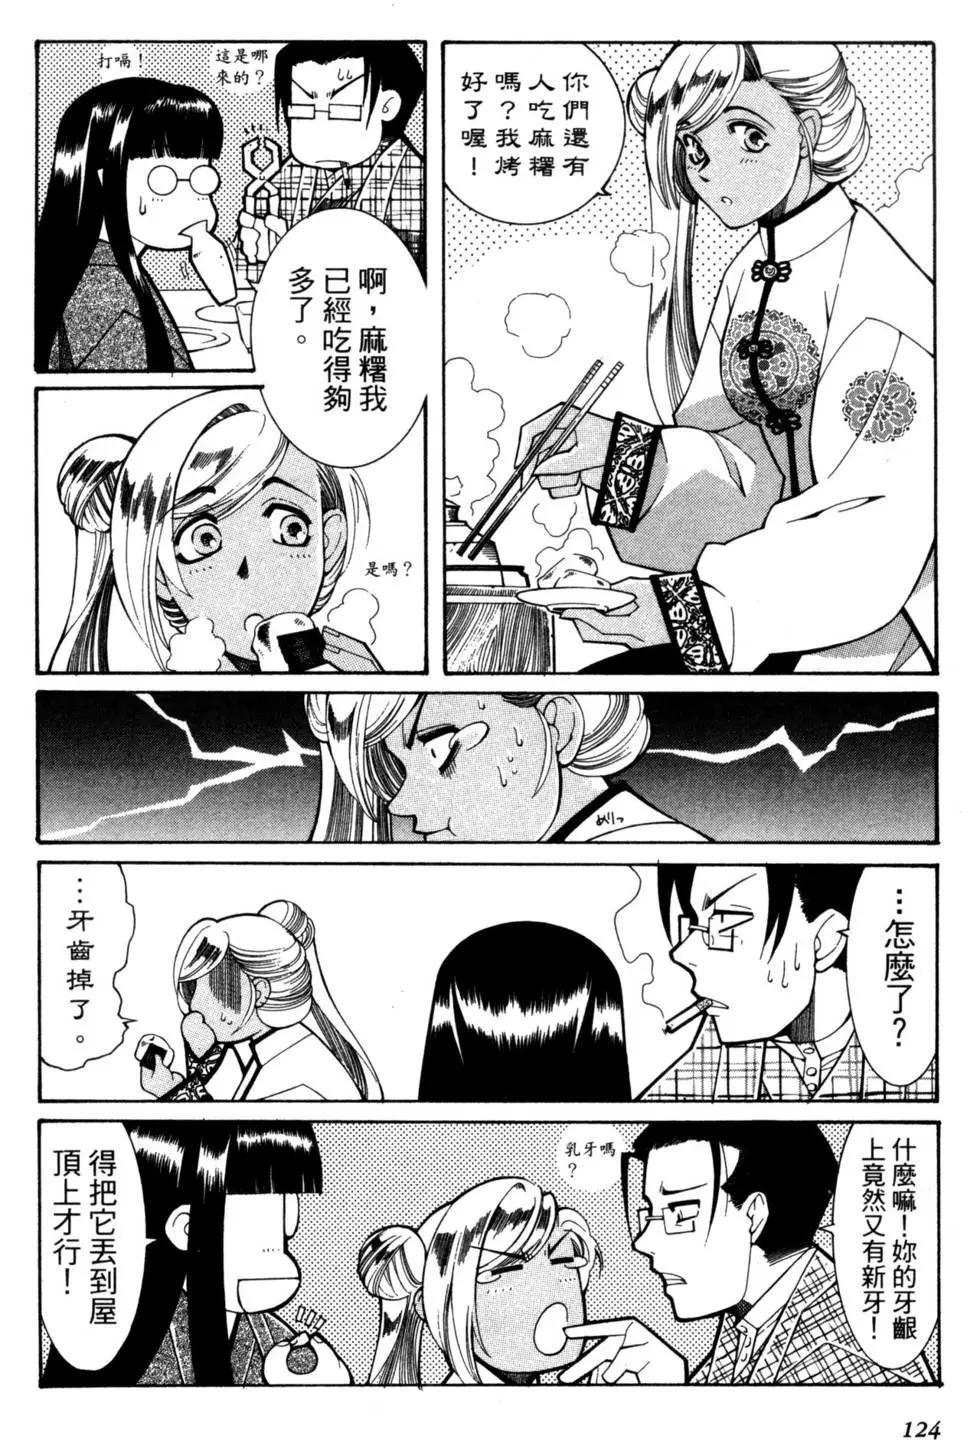 你們還有
人吃麻糬
嗎？我烤
好了喔！
這是哪
來的？
打嗝！
啊，麻糬我
已經吃得夠
多了。
是嗎？
めりっ
…怎麼了？
…牙齒掉了。
什麼嘛！妳的牙齦
上竟然又有新牙！
乳牙嗎
？
得把它丟到屋
頂上才行！
124